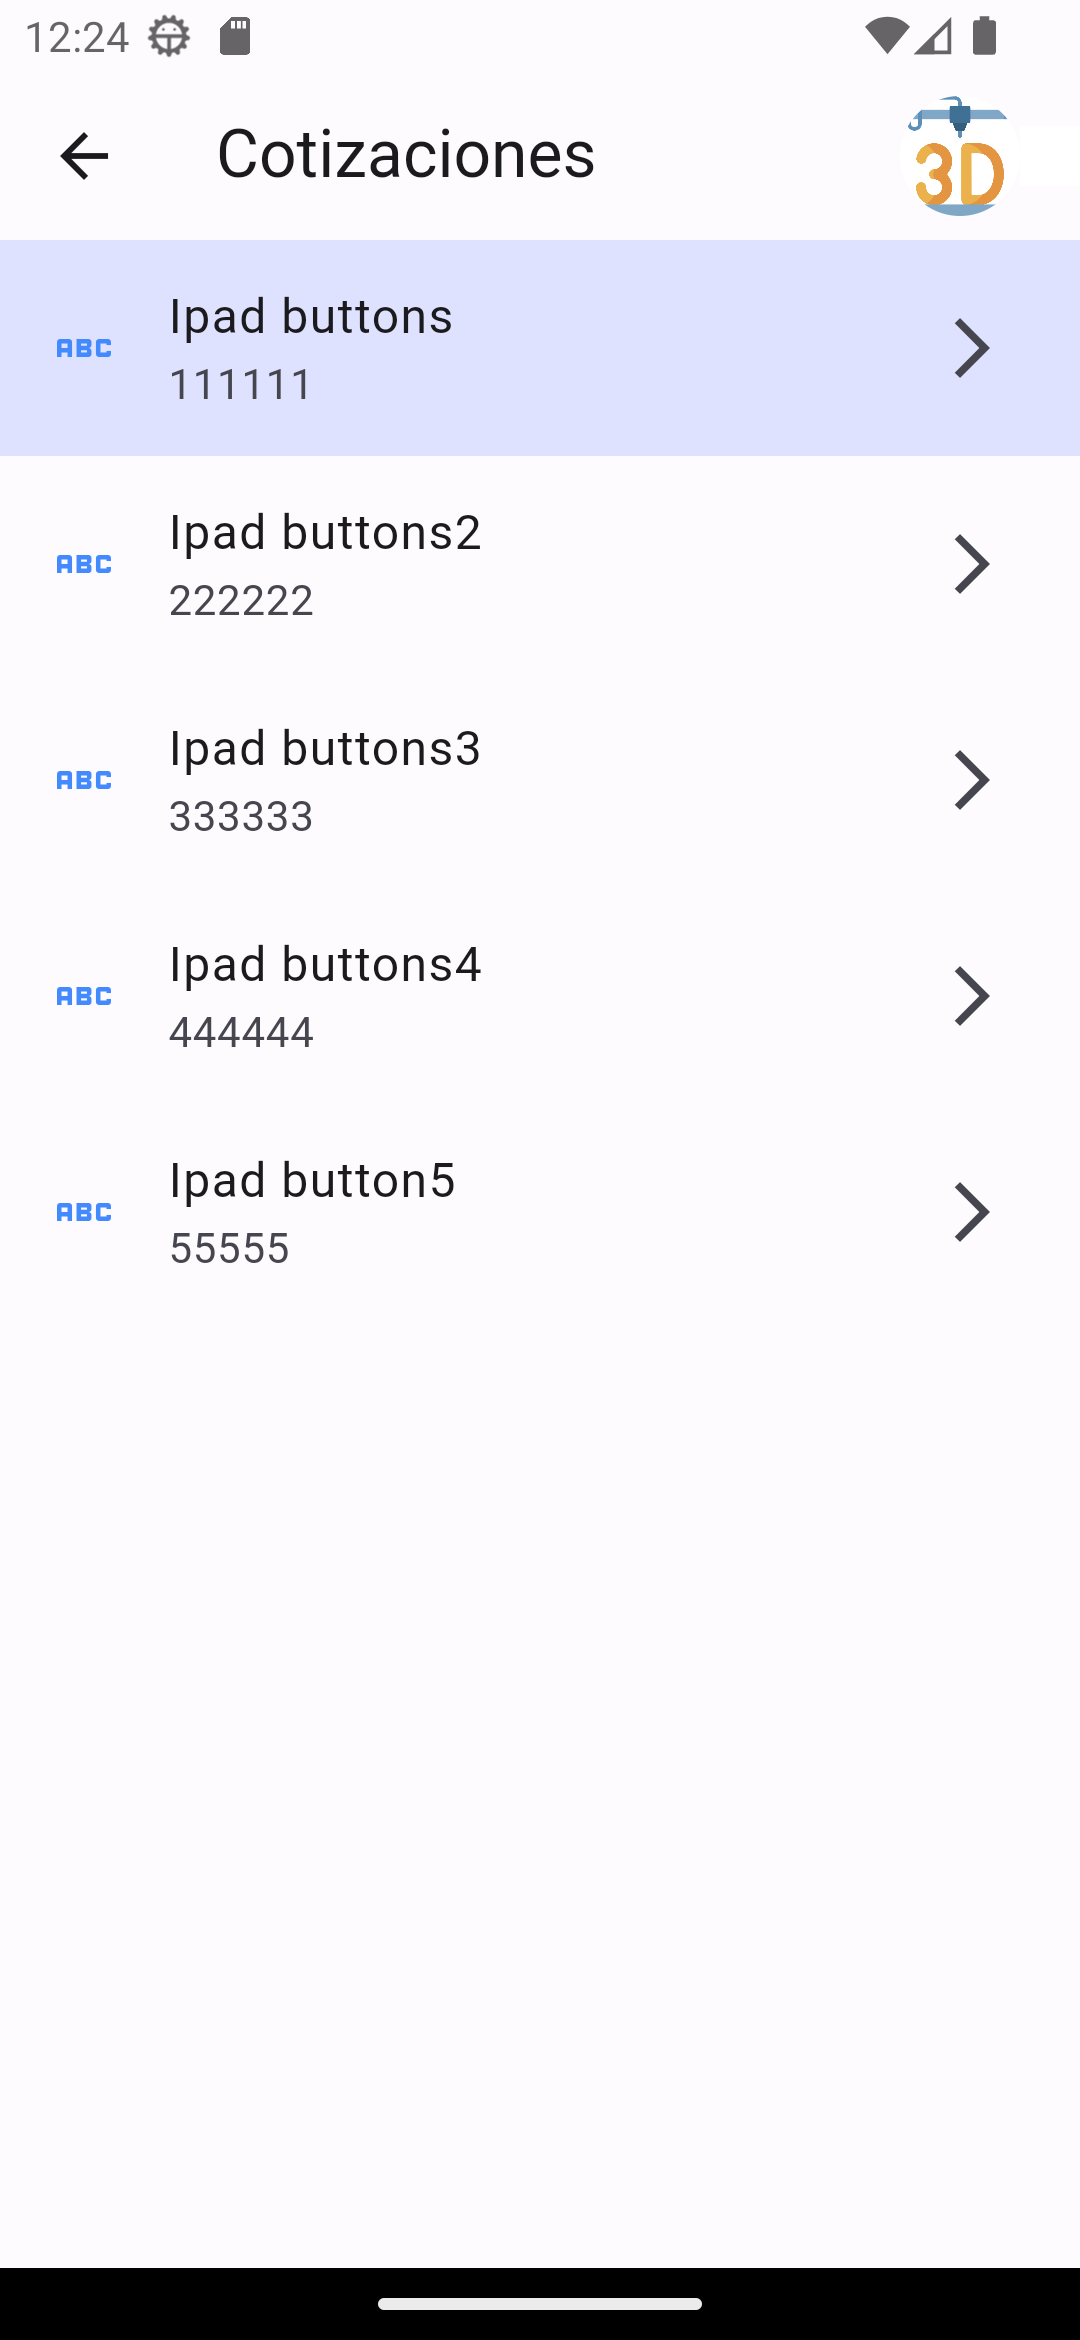 12:24
Cotizaciones
3D
ABC
Ipad buttons
111111
ABC
Ipad buttons2
222222
ABC
Ipad buttons3
333333
ABC
Ipad buttons4
444444
ABC
Ipad button5
55555